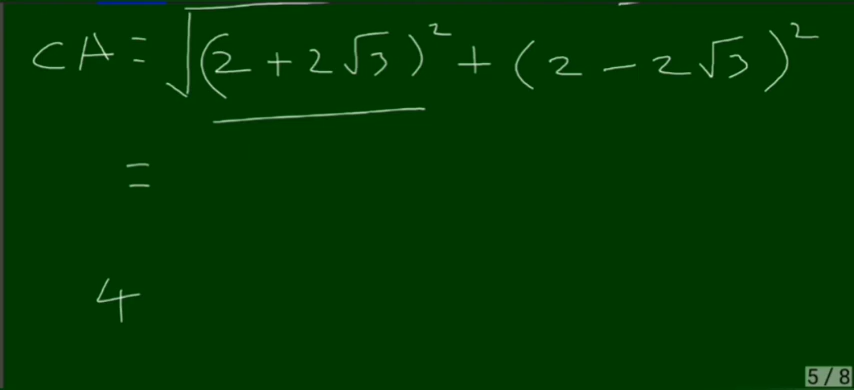 CA = √(2 + 2√3)² + (2 - 2√3)²
=
4
5 / 8